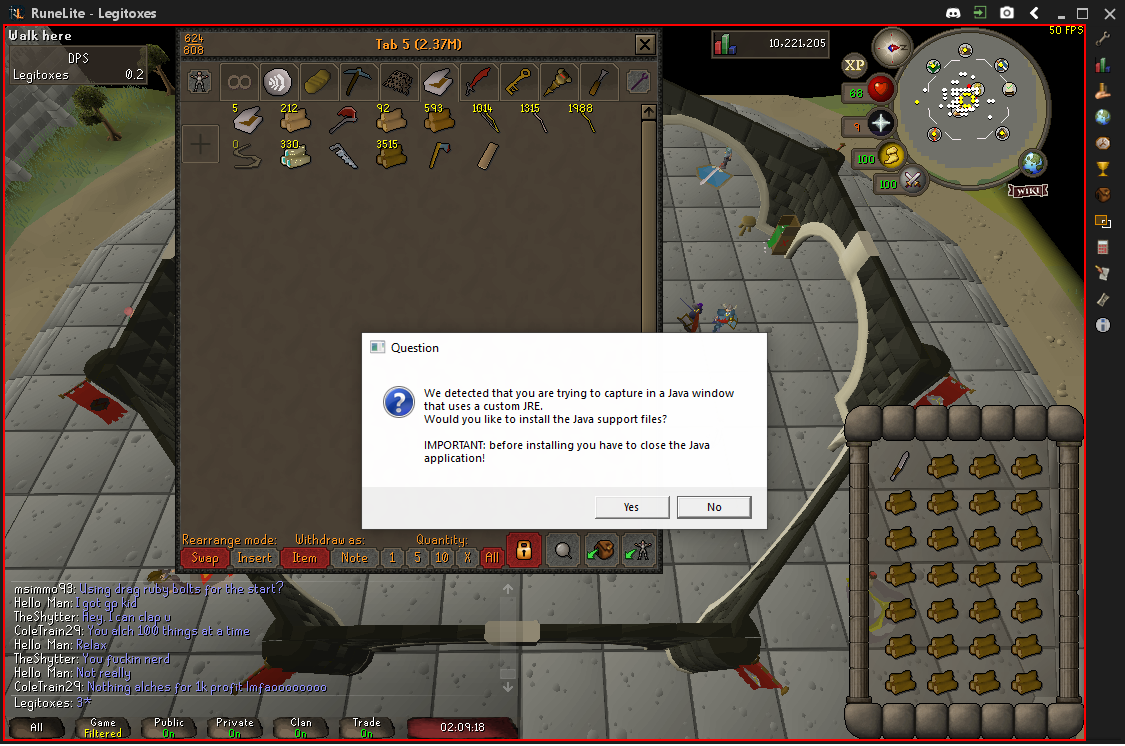 RuneLite - Legitoxes
Walk here
DPS
Legitoxes 0.2
624
808
Tab 5 (2.37M)
10,221,205
50 FPS
XP
68
9
100
100
WIKI
5 212 92 593 1014 1315 1988
0 330 3515
Question
We detected that you are trying to capture in a Java window
that uses a custom JRE.
Would you like to install the Java support files?
IMPORTANT: before installing you have to close the Java
application!
Yes No
Rearrange mode: Withdraw as: Quantity:
Swap Insert Item Note 1 5 10 X All
msimmo93: Using drag ruby bolts for the start?
Hello Man: I got gp kid
TheShytter: Hey, I can clap u
ColeTrain29: You alch 100 things at a time
Hello Man: Relax
TheShytter: You fuckin nerd
Hello Man: Not really
ColeTrain29: Nothing alches for 1k profit lmfaoooooooo
Legitoxes: 3*
All Game Public Private Clan Trade 02:09:18
Filtered On On On On